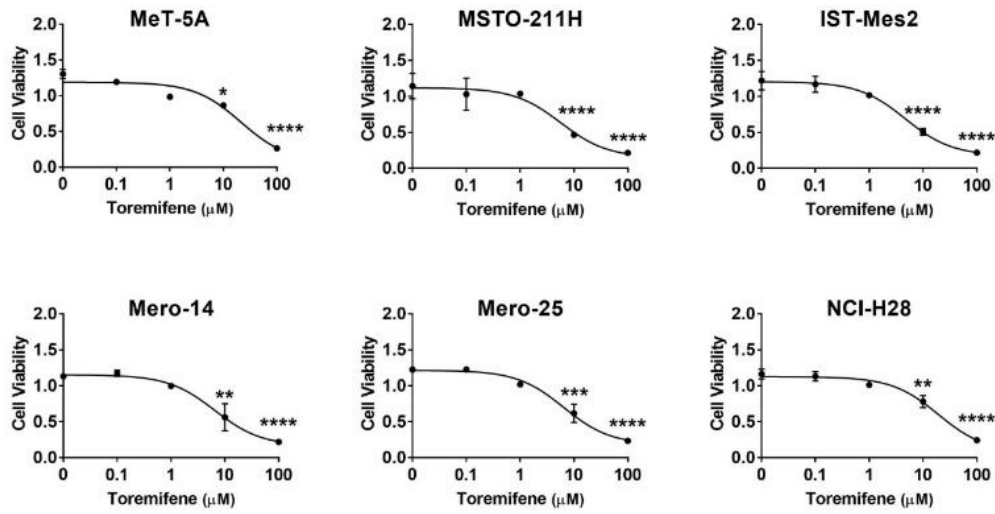 MeT-5A
MSTO-211H
IST-Mes2
Cell Viability
2.0
1.5
1.0
0.5
0.0
*
****
0 0.1 1 10 100
Toremifene (μM)
Cell Viability
2.0
1.5
1.0
0.5
0.0
****
****
0 0.1 1 10 100
Toremifene (μM)
Cell Viability
2.0
1.5
1.0
0.5
0.0
****
****
0 0.1 1 10 100
Toremifene (μM)
Mero-14
Mero-25
NCI-H28
Cell Viability
2.0
1.5
1.0
0.5
0.0
**
****
0 0.1 1 10 100
Toremifene (μM)
Cell Viability
2.0
1.5
1.0
0.5
0.0
***
****
0 0.1 1 10 100
Toremifene (μM)
Cell Viability
2.0
1.5
1.0
0.5
0.0
**
****
0 0.1 1 10 100
Toremifene (μM)